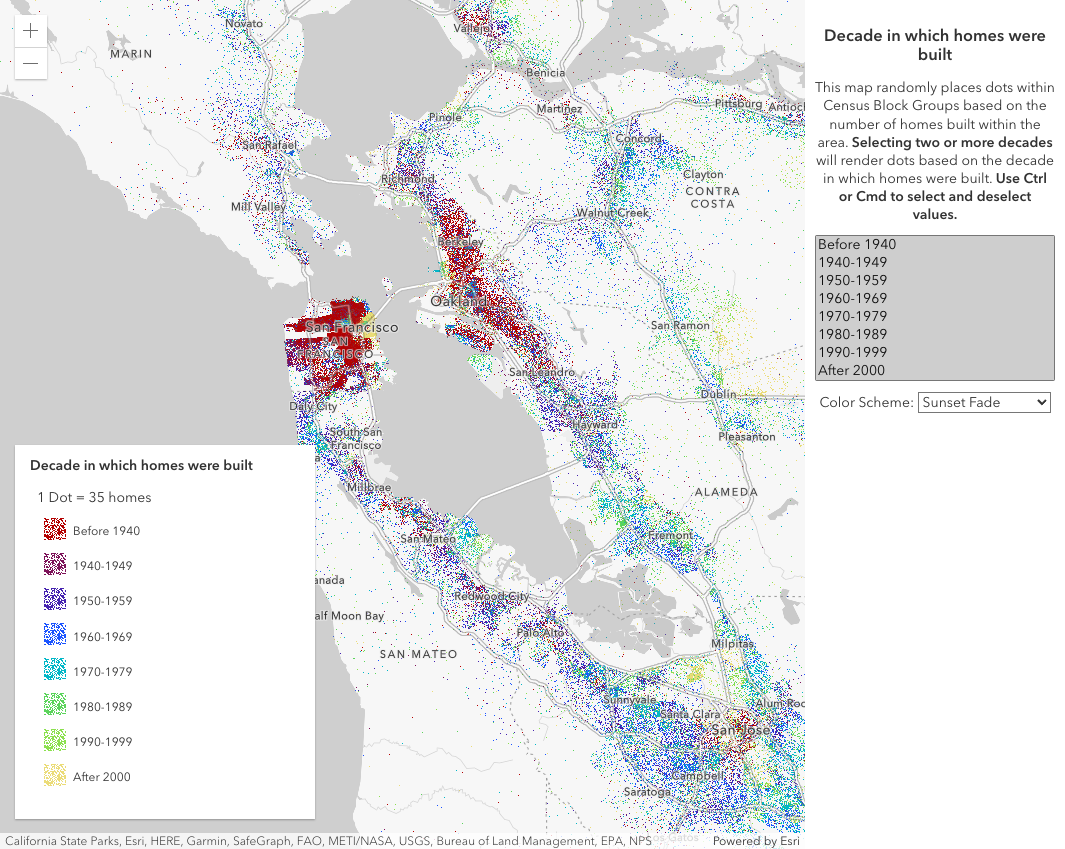 Novato
Vallejo
MARIN
Benicia
Martinez
Pittsburg
Antioch
Pinole
Concord
San Rafael
Clayton
Richmond
CONTRA
COSTA
Mill Valley
Walnut Creek
Berkeley
Oakland
San Francisco
SAN
FRANCISCO
San Ramon
San Leandro
Dublin
Daly City
Hayward
South San
Francisco
Pleasanton
Millbrae
ALAMEDA
San Mateo
Fremont
anada
Redwood City
alf Moon Bay
Palo Alto
SAN MATEO
Milpitas
Sunnyvale
Alum Roc
Santa Clara
San Jose
Campbell
Saratoga
Decade in which homes were built
1 Dot = 35 homes
Before 1940
1940-1949
1950-1959
1960-1969
1970-1979
1980-1989
1990-1999
After 2000
California State Parks, Esri, HERE, Garmin, SafeGraph, FAO, METI/NASA, USGS, Bureau of Land Management, EPA, NPS
Powered by Esri
Decade in which homes were
built
This map randomly places dots within
Census Block Groups based on the
number of homes built within the
area. Selecting two or more decades
will render dots based on the decade
in which homes were built. Use Ctrl
or Cmd to select and deselect
values.
Before 1940
1940-1949
1950-1959
1960-1969
1970-1979
1980-1989
1990-1999
After 2000
Color Scheme: Sunset Fade